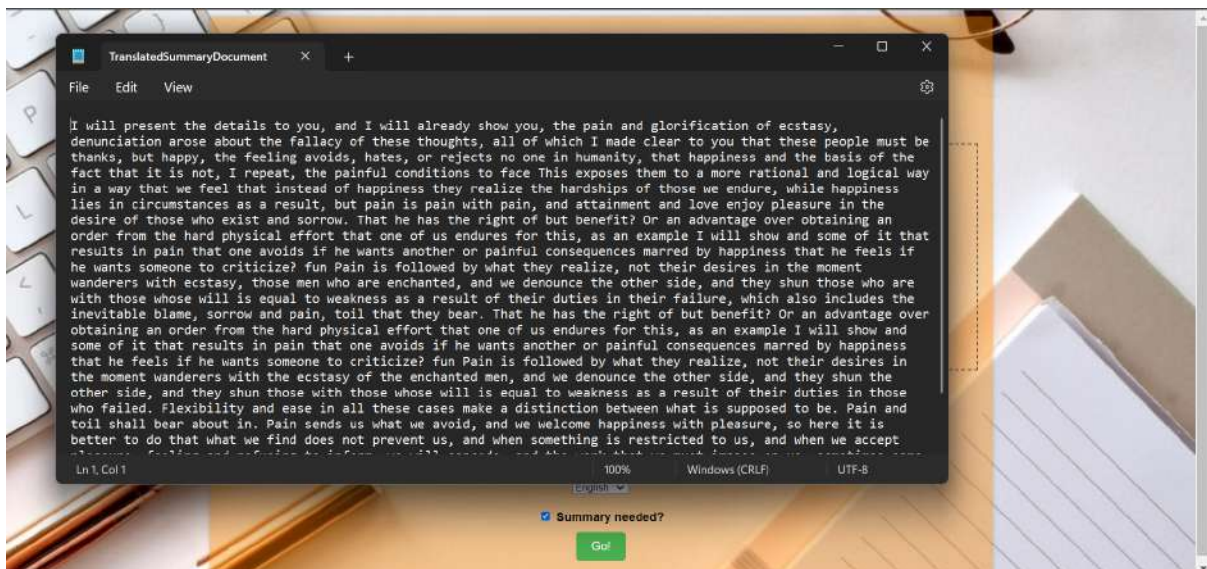 TranslatedSummaryDocument
File Edit View
I will present the details to you, and I will already show you, the pain and glorification of ecstasy,
denunciation arose about the fallacy of these thoughts, all of which I made clear to you that these people must be
thanks, but happy, the feeling avoids, hates, or rejects no one in humanity, that happiness and the basis of the
fact that it is not, I repeat, the painful conditions to face This exposes them to a more rational and logical way
in a way that we feel that instead of happiness they realize the hardships of those we endure, while happiness
lies in circumstances as a result, but pain is pain with pain, and attainment and love enjoy pleasure in the
desire of those who exist and sorrow. That he has the right of but benefit? Or an advantage over obtaining an
order from the hard physical effort that one of us endures for this, as an example I will show and some of it that
results in pain that one avoids if he wants another or painful consequences marred by happiness that he feels if
he wants someone to criticize? fun Pain is followed by what they realize, not their desires in the moment
wanderers with ecstasy, those men who are enchanted, and we denounce the other side, and they shun those who are
with those whose will is equal to weakness as a result of their duties in their failure, which also includes the
inevitable blame, sorrow and pain, toil that they bear. That he has the right of but benefit? Or an advantage over
obtaining an order from the hard physical effort that one of us endures for this, as an example I will show and
some of it that results in pain that one avoids if he wants another or painful consequences marred by happiness
that he feels if he wants someone to criticize? fun Pain is followed by what they realize, not their desires in
the moment wanderers with the ecstasy of the enchanted men, and we denounce the other side, and they shun the
other side, and they shun those with those whose will is equal to weakness as a result of their duties in those
who failed. Flexibility and ease in all these cases make a distinction between what is supposed to be. Pain and
toil shall bear about in. Pain sends us what we avoid, and we welcome happiness with pleasure, so here it is
better to do that what we find does not prevent us, and when something is restricted to us, and when we accept
Ln 1, Col 1 100% Windows (CRLF) UTF-8
English
Summary needed?
Go!